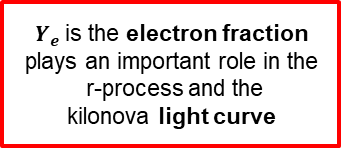 Yₑ is the electron fraction
plays an important role in the
r-process and the
kilonova light curve